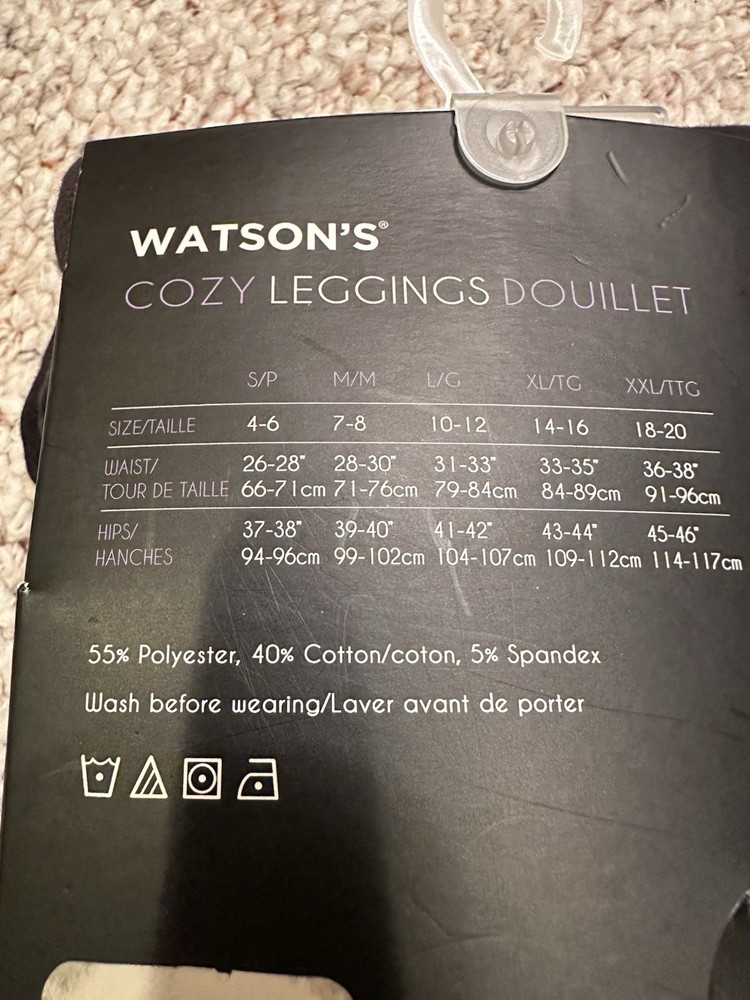 WATSON'S®
COZY LEGGINGS DOUILLET
S/P M/M L/G XL/TG XXL/TTG
SIZE/TAILLE 4-6 7-8 10-12 14-16 18-20
WAIST/ 26-28" 28-30" 31-33" 33-35" 36-38"
TOUR DE TAILLE 66-71cm 71-76cm 79-84cm 84-89cm 91-96cm
HIPS/ 37-38" 39-40" 41-42" 43-44" 45-46"
HANCHES 94-96cm 99-102cm 104-107cm 109-112cm 114-117cm
55% Polyester, 40% Cotton/coton, 5% Spandex
Wash before wearing/Laver avant de porter